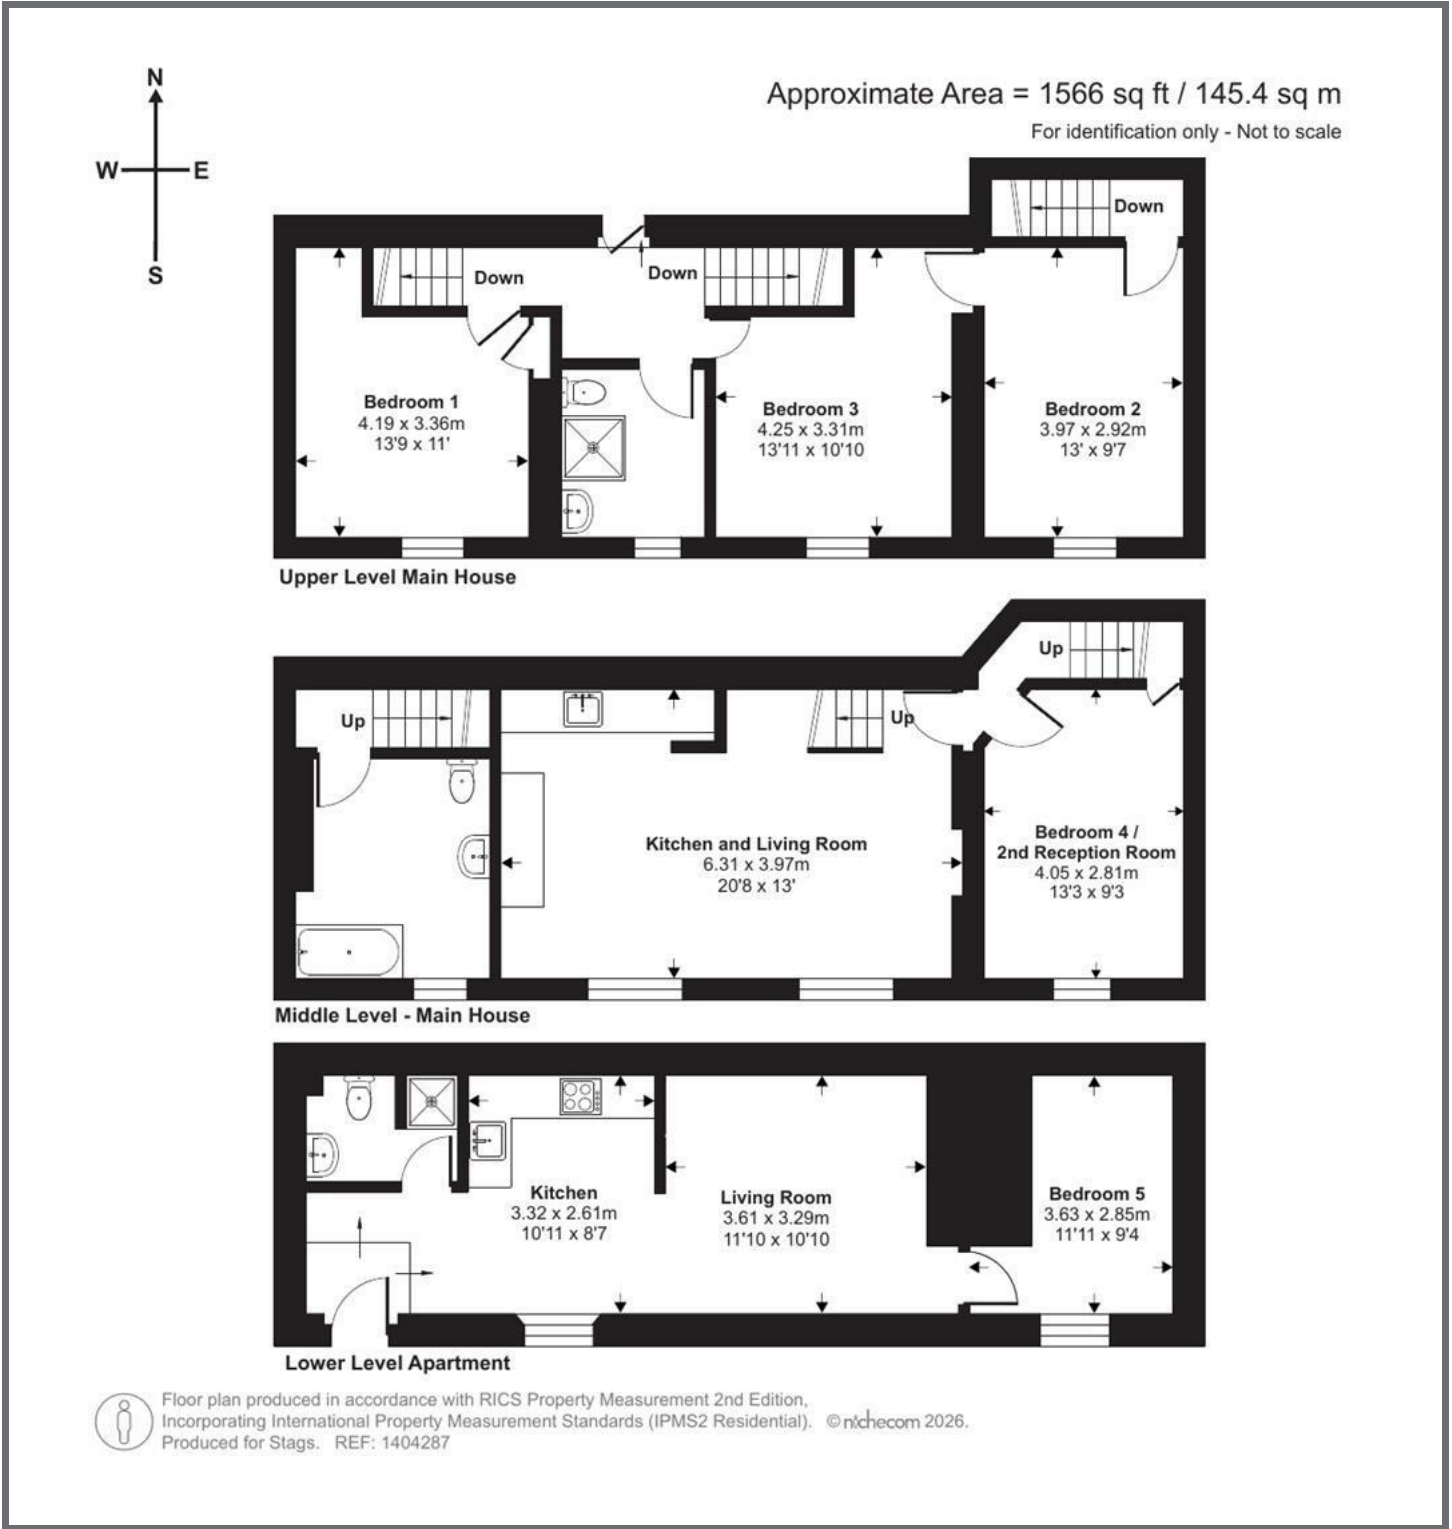 N
W E
S
Approximate Area = 1566 sq ft / 145.4 sq m
For identification only - Not to scale
Down
Down
Down
Bedroom 1
4.19 x 3.36m
13'9 x 11'
Bedroom 3
4.25 x 3.31m
13'11 x 10'10
Bedroom 2
3.97 x 2.92m
13' x 9'7
Upper Level Main House
Up
Up
Up
Kitchen and Living Room
6.31 x 3.97m
20'8 x 13'
Bedroom 4 /
2nd Reception Room
4.05 x 2.81m
13'3 x 9'3
Middle Level - Main House
Kitchen
3.32 x 2.61m
10'11 x 8'7
Living Room
3.61 x 3.29m
11'10 x 10'10
Bedroom 5
3.63 x 2.85m
11'11 x 9'4
Lower Level Apartment
Floor plan produced in accordance with RICS Property Measurement 2nd Edition,
Incorporating International Property Measurement Standards (IPMS2 Residential). © nichecom 2026.
Produced for Stags. REF: 1404287